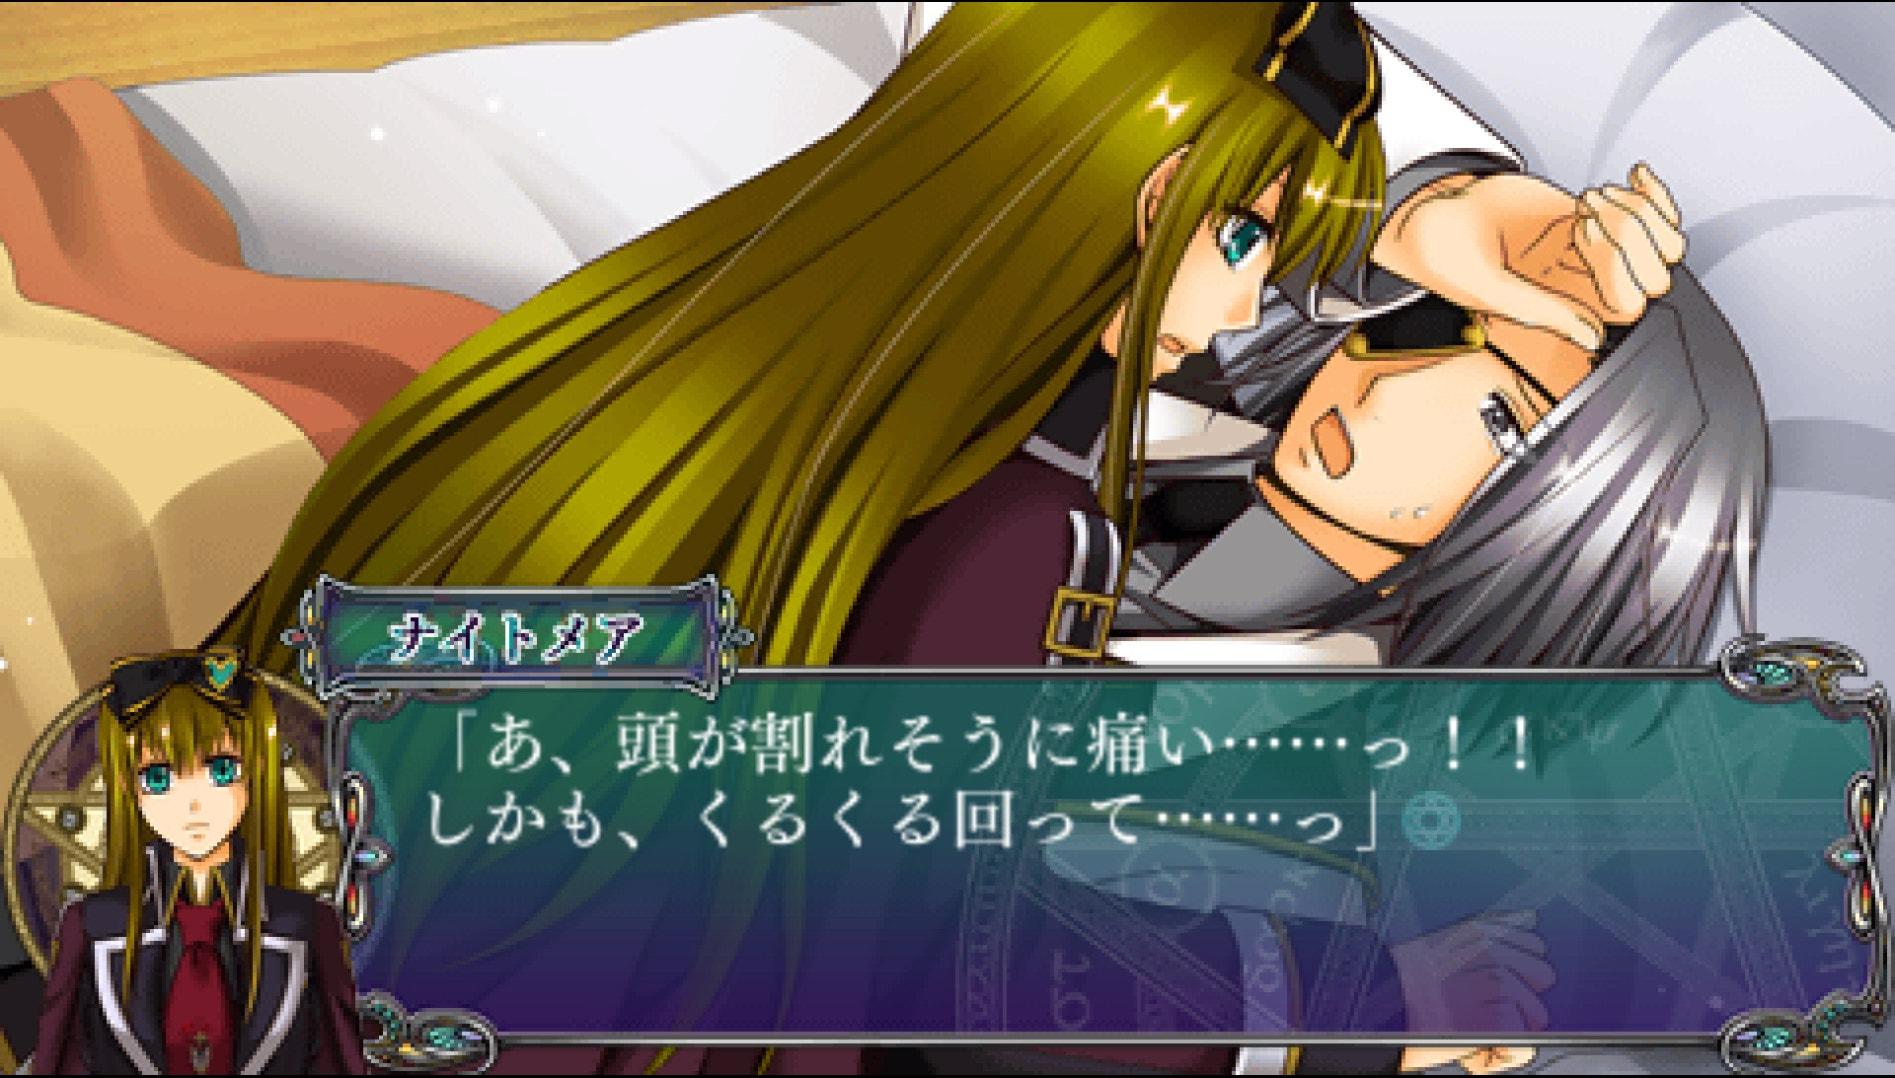 ナイトメア
「あ、頭が割れそうに痛い……っ！！
しかも、くるくる回って……っ」